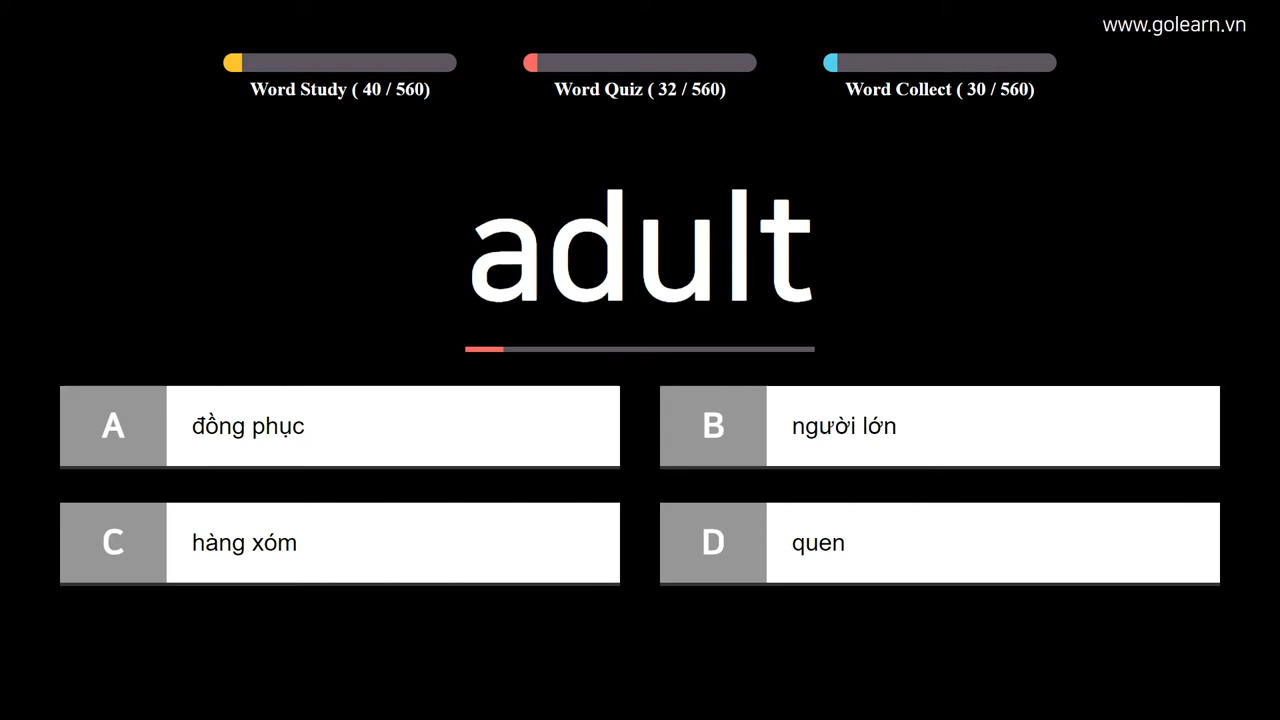 www.golearn.vn
Word Study ( 40 / 560)
Word Quiz ( 32 / 560)
Word Collect ( 30 / 560)
adult
A đồng phục
B người lớn
C hàng xóm
D quen